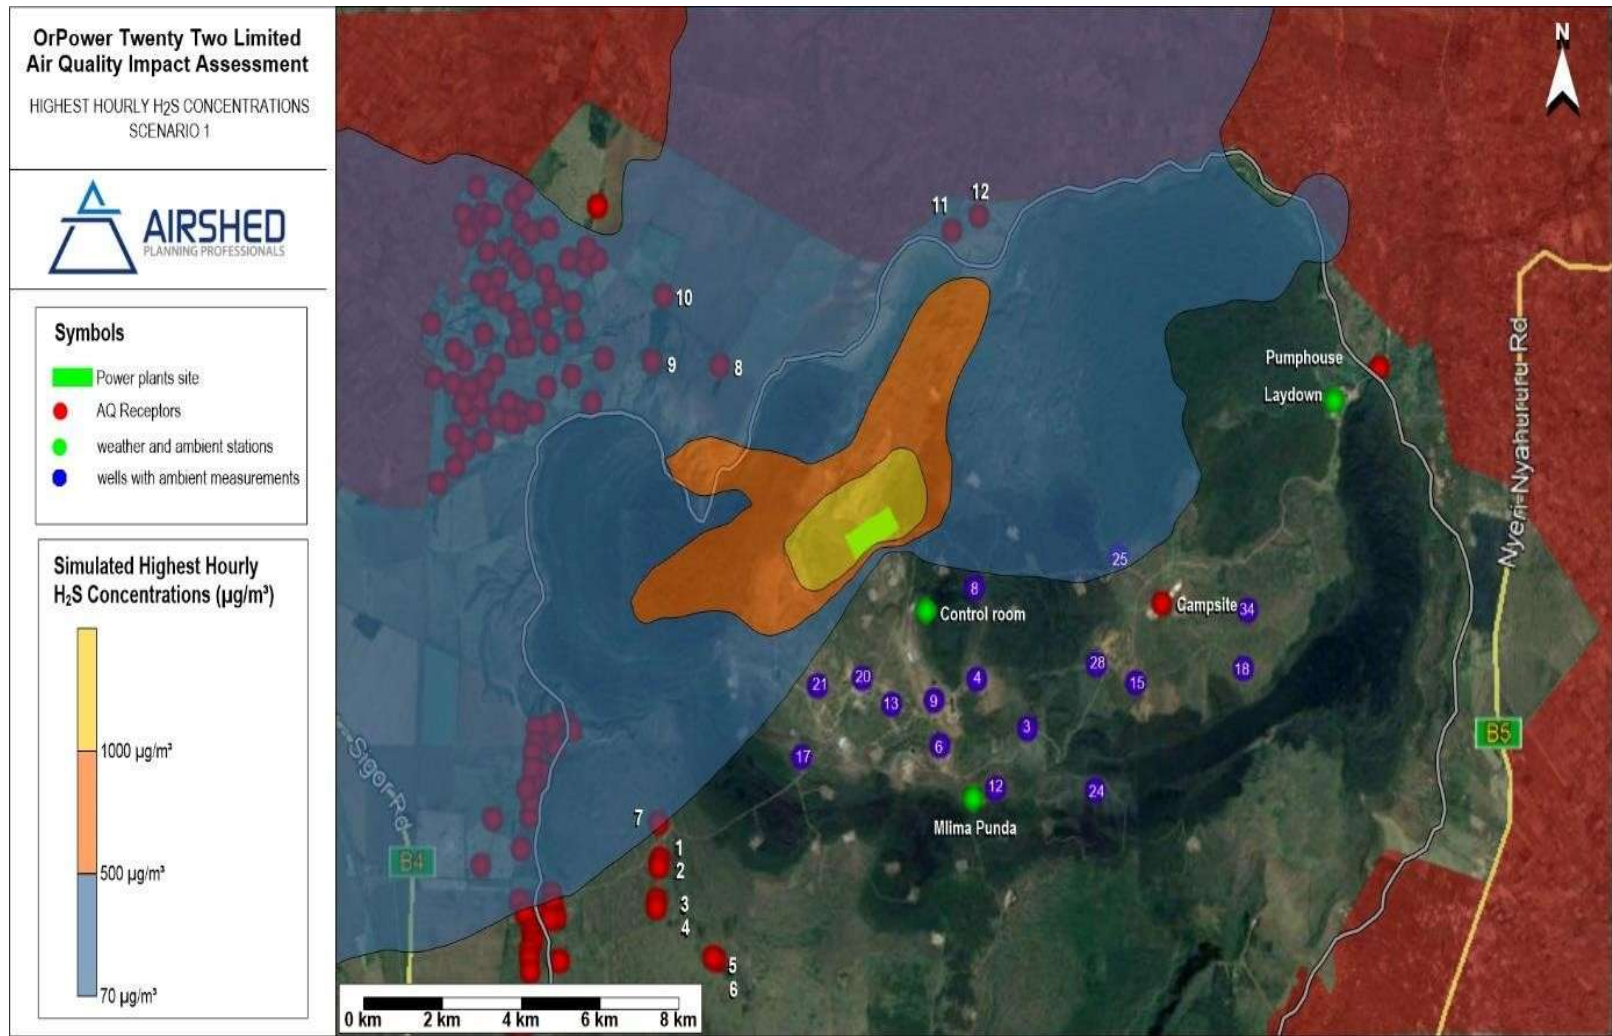 OrPower Twenty Two Limited
Air Quality Impact Assessment
HIGHEST HOURLY H2S CONCENTRATIONS
SCENARIO 1
AIRSHED
PLANNING PROFESSIONALS
Symbols
Power plants site
AQ Receptors
weather and ambient stations
wells with ambient measurements
Simulated Highest Hourly
H₂S Concentrations (µg/m³)
1000 µg/m³
500 µg/m³
70 µg/m³
N
12
11
10
9
8
Pumphouse
Laydown
Nyeri-Nyahururu Rd
25
8
Control room
Campsite
34
28
18
20
4
15
21
13
9
3
6
B5
17
Sigor Rd
12
24
Mlima Punda
7
1
B4
2
3
4
5
6
0 km 2 km 4 km 6 km 8 km